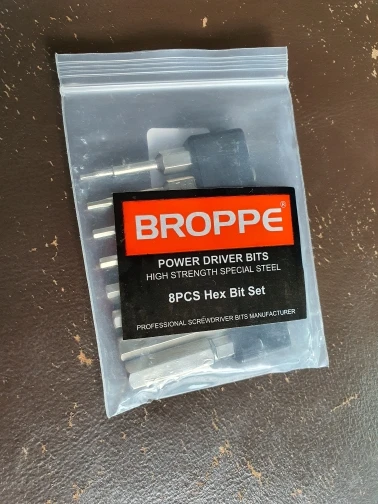 BROPPE®
POWER DRIVER BITS
HIGH STRENGTH SPECIAL STEEL
8PCS Hex Bit Set
PROFESSIONAL SCREWDRIVER BITS MANUFACTURER